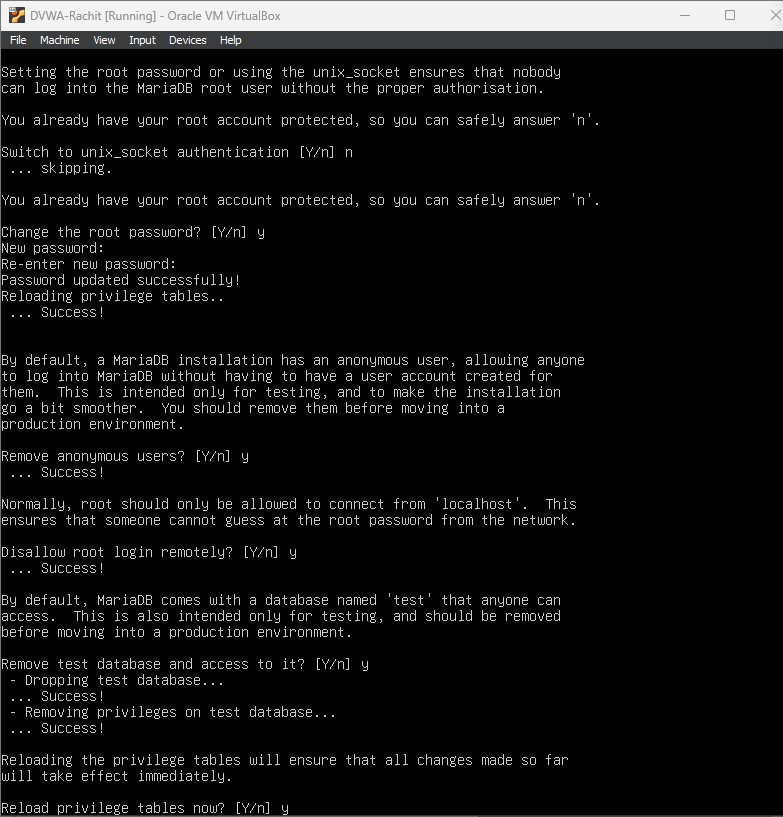 DVWA-Rachit [Running] - Oracle VM VirtualBox
File Machine View Input Devices Help
Setting the root password or using the unix_socket ensures that nobody
can log into the MariaDB root user without the proper authorisation.
You already have your root account protected, so you can safely answer 'n'.
Switch to unix_socket authentication [Y/n] n
... skipping.
You already have your root account protected, so you can safely answer 'n'.
Change the root password? [Y/n] y
New password:
Re-enter new password:
Password updated successfully!
Reloading privilege tables..
... Success!
By default, a MariaDB installation has an anonymous user, allowing anyone
to log into MariaDB without having to have a user account created for
them.  This is intended only for testing, and to make the installation
go a bit smoother.  You should remove them before moving into a
production environment.
Remove anonymous users? [Y/n] y
... Success!
Normally, root should only be allowed to connect from 'localhost'.  This
ensures that someone cannot guess at the root password from the network.
Disallow root login remotely? [Y/n] y
... Success!
By default, MariaDB comes with a database named 'test' that anyone can
access.  This is also intended only for testing, and should be removed
before moving into a production environment.
Remove test database and access to it? [Y/n] y
- Dropping test database...
... Success!
- Removing privileges on test database...
... Success!
Reloading the privilege tables will ensure that all changes made so far
will take effect immediately.
Reload privilege tables now? [Y/n] y